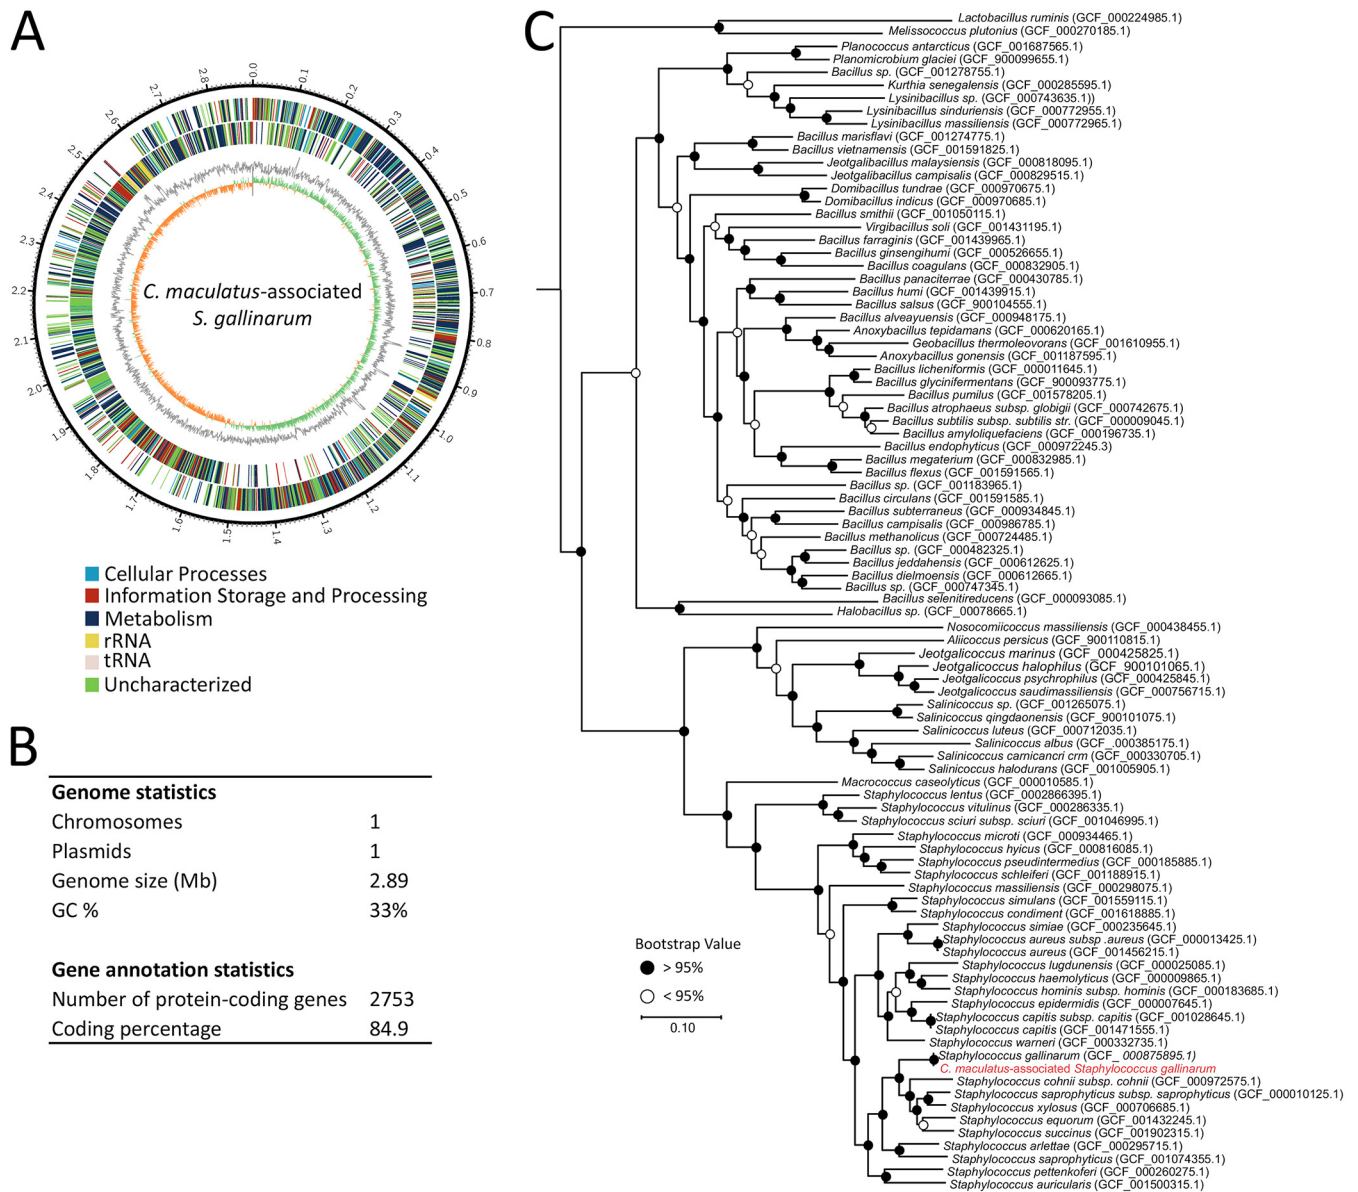 A
0.0
0.1
0.2
0.3
0.4
0.5
0.6
0.7
0.8
0.9
1.0
1.1
1.2
1.3
1.4
1.5
1.6
1.7
1.8
1.9
2.0
2.1
2.2
2.3
2.4
2.5
2.6
2.7
2.8
C. maculatus-associated
S. gallinarum
Cellular Processes
Information Storage and Processing
Metabolism
rRNA
tRNA
Uncharacterized
B
Genome statistics
Chromosomes 1
Plasmids 1
Genome size (Mb) 2.89
GC % 33%
Gene annotation statistics
Number of protein-coding genes 2753
Coding percentage 84.9
C
Lactobacillus ruminis (GCF_000224985.1)
Melissococcus plutonius (GCF_000270185.1)
Planococcus antarcticus (GCF_001687565.1)
Planomicrobium glaciei (GCF_900099655.1)
Bacillus sp. (GCF_001278755.1)
Kurthia senegalensis (GCF_000285595.1)
Lysinibacillus sp. (GCF_000743635.1))
Lysinibacillus sinduriensis (GCF_000772955.1)
Lysinibacillus massiliensis (GCF_000772965.1)
Bacillus marisflavi (GCF_001274775.1)
Bacillus vietnamensis (GCF_001591825.1)
Jeotgalibacillus malaysiensis (GCF_000818095.1)
Jeotgalibacillus campisalis (GCF_000829515.1)
Domibacillus tundrae (GCF_000970675.1)
Domibacillus indicus (GCF_000970685.1)
Bacillus smithii (GCF_001050115.1)
Virgibacillus soli (GCF_001431195.1)
Bacillus farraginis (GCF_001439965.1)
Bacillus ginsengihumi (GCF_000526655.1)
Bacillus coagulans (GCF_000832905.1)
Bacillus panaciterrae (GCF_000430785.1)
Bacillus humi (GCF_001439915.1)
Bacillus salsus (GCF_900104555.1)
Bacillus alveayuensis (GCF_000948175.1)
Anoxybacillus tepidamans (GCF_000620165.1)
Geobacillus thermoleovorans (GCF_001610955.1)
Anoxybacillus gonensis (GCF_001187595.1)
Bacillus licheniformis (GCF_000011645.1)
Bacillus glycinifermentans (GCF_900093775.1)
Bacillus pumilus (GCF_001578205.1)
Bacillus atrophaeus subsp. globigii (GCF_000742675.1)
Bacillus subtilis subsp. subtilis str. (GCF_000009045.1)
Bacillus amyloliquefaciens (GCF_000196735.1)
Bacillus endophyticus (GCF_000972245.3)
Bacillus megaterium (GCF_000832985.1)
Bacillus flexus (GCF_001591565.1)
Bacillus sp. (GCF_001183965.1)
Bacillus circulans (GCF_001591585.1)
Bacillus subterraneus (GCF_000934845.1)
Bacillus campisalis (GCF_000986785.1)
Bacillus methanolicus (GCF_000724485.1)
Bacillus sp. (GCF_000482325.1)
Bacillus jeddahensis (GCF_000612625.1)
Bacillus dielmoensis (GCF_000612665.1)
Bacillus sp. (GCF_000747345.1)
Bacillus selenitireducens (GCF_000093085.1)
Halobacillus sp. (GCF_00078665.1)
Nosocomiicoccus massiliensis (GCF_000438455.1)
Aliicoccus persicus (GCF_900110815.1)
Jeotgalicoccus marinus (GCF_000425825.1)
Jeotgalicoccus halophilus (GCF_900101065.1)
Jeotgalicoccus psychrophilus (GCF_000425845.1)
Jeotgalicoccus saudimassiliensis (GCF_000756715.1)
Salinicoccus sp. (GCF_001265075.1)
Salinicoccus qingdaonensis (GCF_900101075.1)
Salinicoccus luteus (GCF_000712035.1)
Salinicoccus albus (GCF_.000385175.1)
Salinicoccus carnicancri crm (GCF_000330705.1)
Salinicoccus halodurans (GCF_001005905.1)
Macrococcus caseolyticus (GCF_000010585.1)
Staphylococcus lentus (GCF_0002866395.1)
Staphylococcus vitulinus (GCF_000286335.1)
Staphylococcus sciuri subsp. sciuri (GCF_001046995.1)
Staphylococcus microti (GCF_000934465.1)
Staphylococcus hyicus (GCF_000816085.1)
Staphylococcus pseudintermedius (GCF_000185885.1)
Staphylococcus schleiferi (GCF_001188915.1)
Staphylococcus massiliensis (GCF_000298075.1)
Staphylococcus simulans (GCF_001559115.1)
Staphylococcus condiment (GCF_001618885.1)
Staphylococcus simiae (GCF_000235645.1)
Staphylococcus aureus subsp .aureus (GCF_000013425.1)
Staphylococcus aureus (GCF_001456215.1)
Staphylococcus lugdunensis (GCF_000025085.1)
Staphylococcus haemolyticus (GCF_000009865.1)
Staphylococcus hominis subsp. hominis (GCF_000183685.1)
Staphylococcus epidermidis (GCF_000007645.1)
Staphylococcus capitis subsp. capitis (GCF_001028645.1)
Staphylococcus capitis (GCF_001471555.1)
Staphylococcus warneri (GCF_000332735.1)
Staphylococcus gallinarum (GCF_ 000875895.1)
C. maculatus-associated Staphylococcus gallinarum
Staphylococcus cohnii subsp. cohnii (GCF_000972575.1)
Staphylococcus saprophyticus subsp. saprophyticus (GCF_000010125.1)
Staphylococcus xylosus (GCF_000706685.1)
Staphylococcus equorum (GCF_001432245.1)
Staphylococcus succinus (GCF_001902315.1)
Staphylococcus arlettae (GCF_000295715.1)
Staphylococcus saprophyticus (GCF_001074355.1)
Staphylococcus pettenkoferi (GCF_000260275.1)
Staphylococcus auricularis (GCF_001500315.1)
Bootstrap Value
> 95%
< 95%
0.10